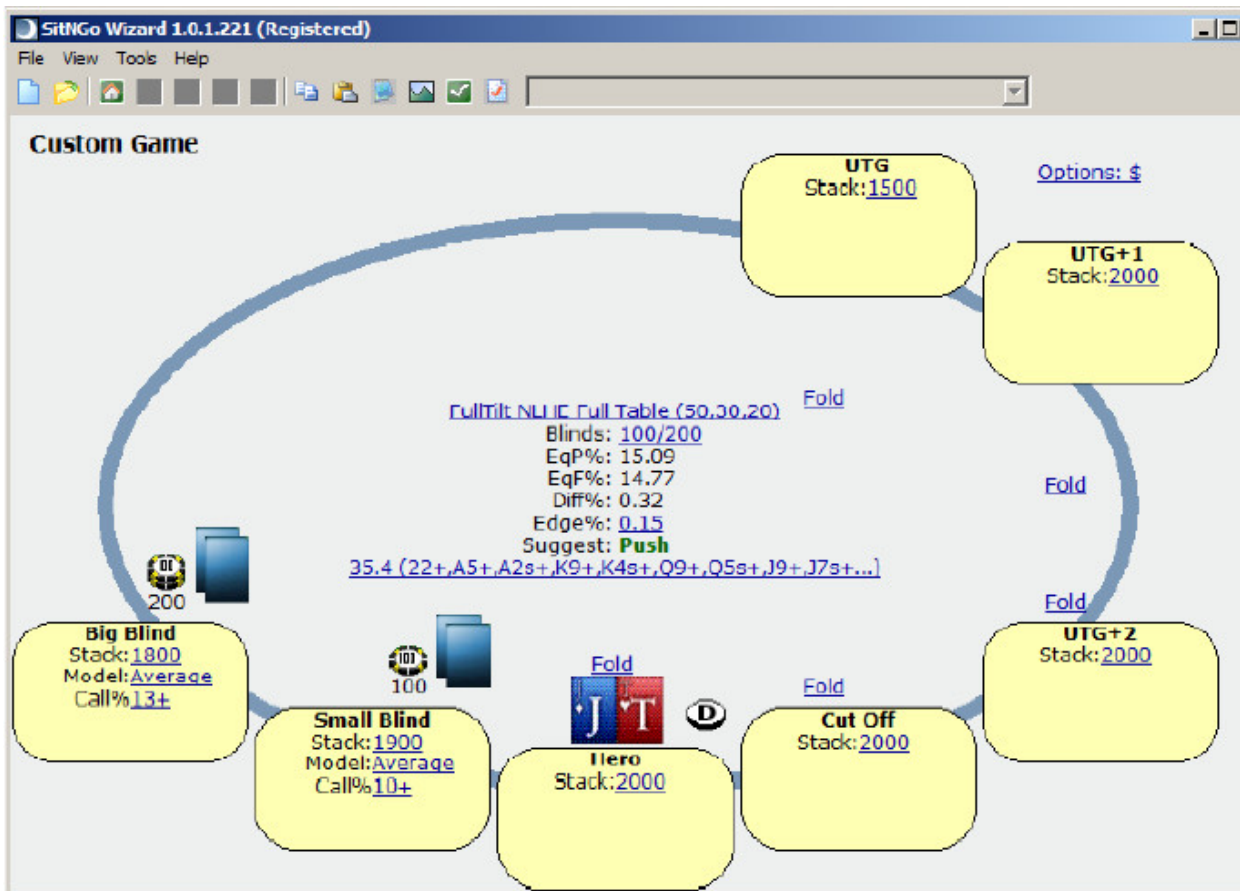 SitNGo Wizard 1.0.1.221 (Registered)
File View Tools Help
Custom Game
UTG
Stack:1500
Options: $
UTG+1
Stack:2000
Fold
FullTilt NLHE Full Table (50,30,20)
Blinds: 100/200
EqP%: 15.09
EqF%: 14.77
Diff%: 0.32
Edge%: 0.15
Suggest: Push
35.4 (22+,A5+,A2s+,K9+,K4s+,Q9+,Q5s+,J9+,J7s+...)
Fold
200
Fold
Big Blind
Stack:1800
Model:Average
Call%13+
100
UTG+2
Stack:2000
Fold
J T
D
Fold
Small Blind
Stack:1900
Model:Average
Call%10+
Hero
Stack:2000
Cut Off
Stack:2000